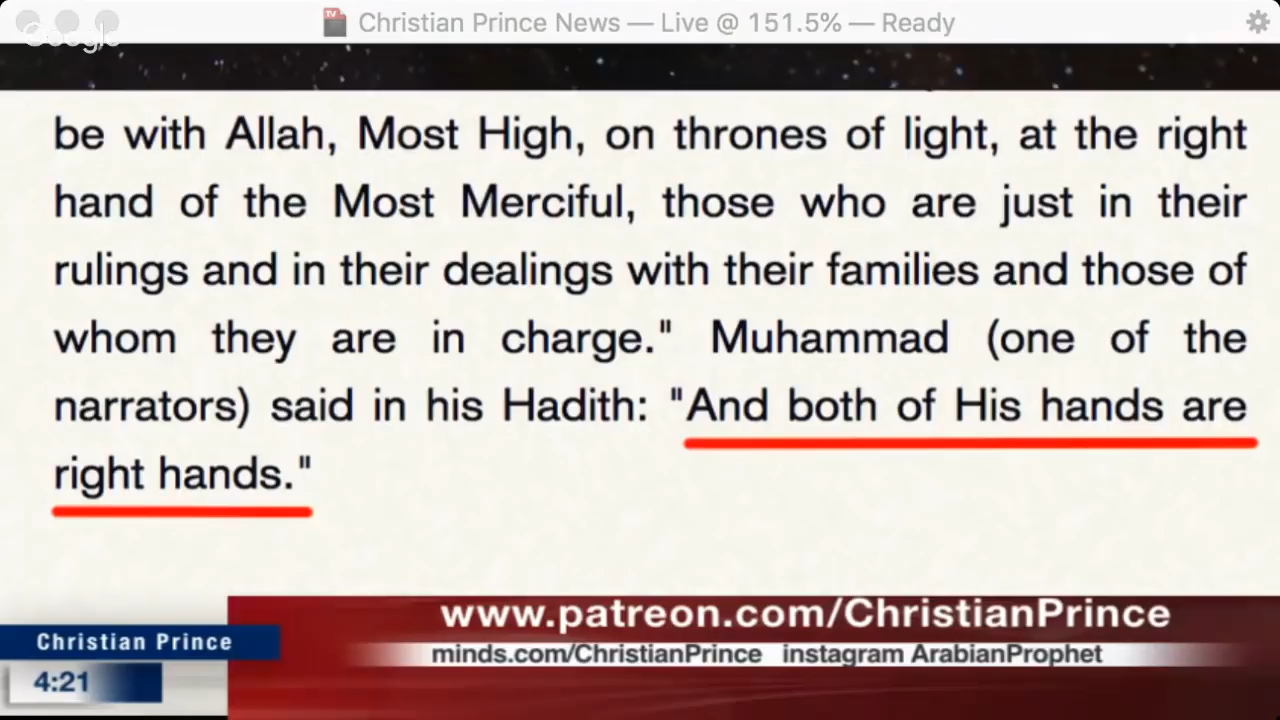 Christian Prince News — Live @ 151.5% — Ready
Google
be with Allah, Most High, on thrones of light, at the right
hand of the Most Merciful, those who are just in their
rulings and in their dealings with their families and those of
whom they are in charge." Muhammad (one of the
narrators) said in his Hadith: "And both of His hands are
right hands."
www.patreon.com/ChristianPrince
Christian Prince
minds.com/ChristianPrince instagram ArabianProphet
4:21